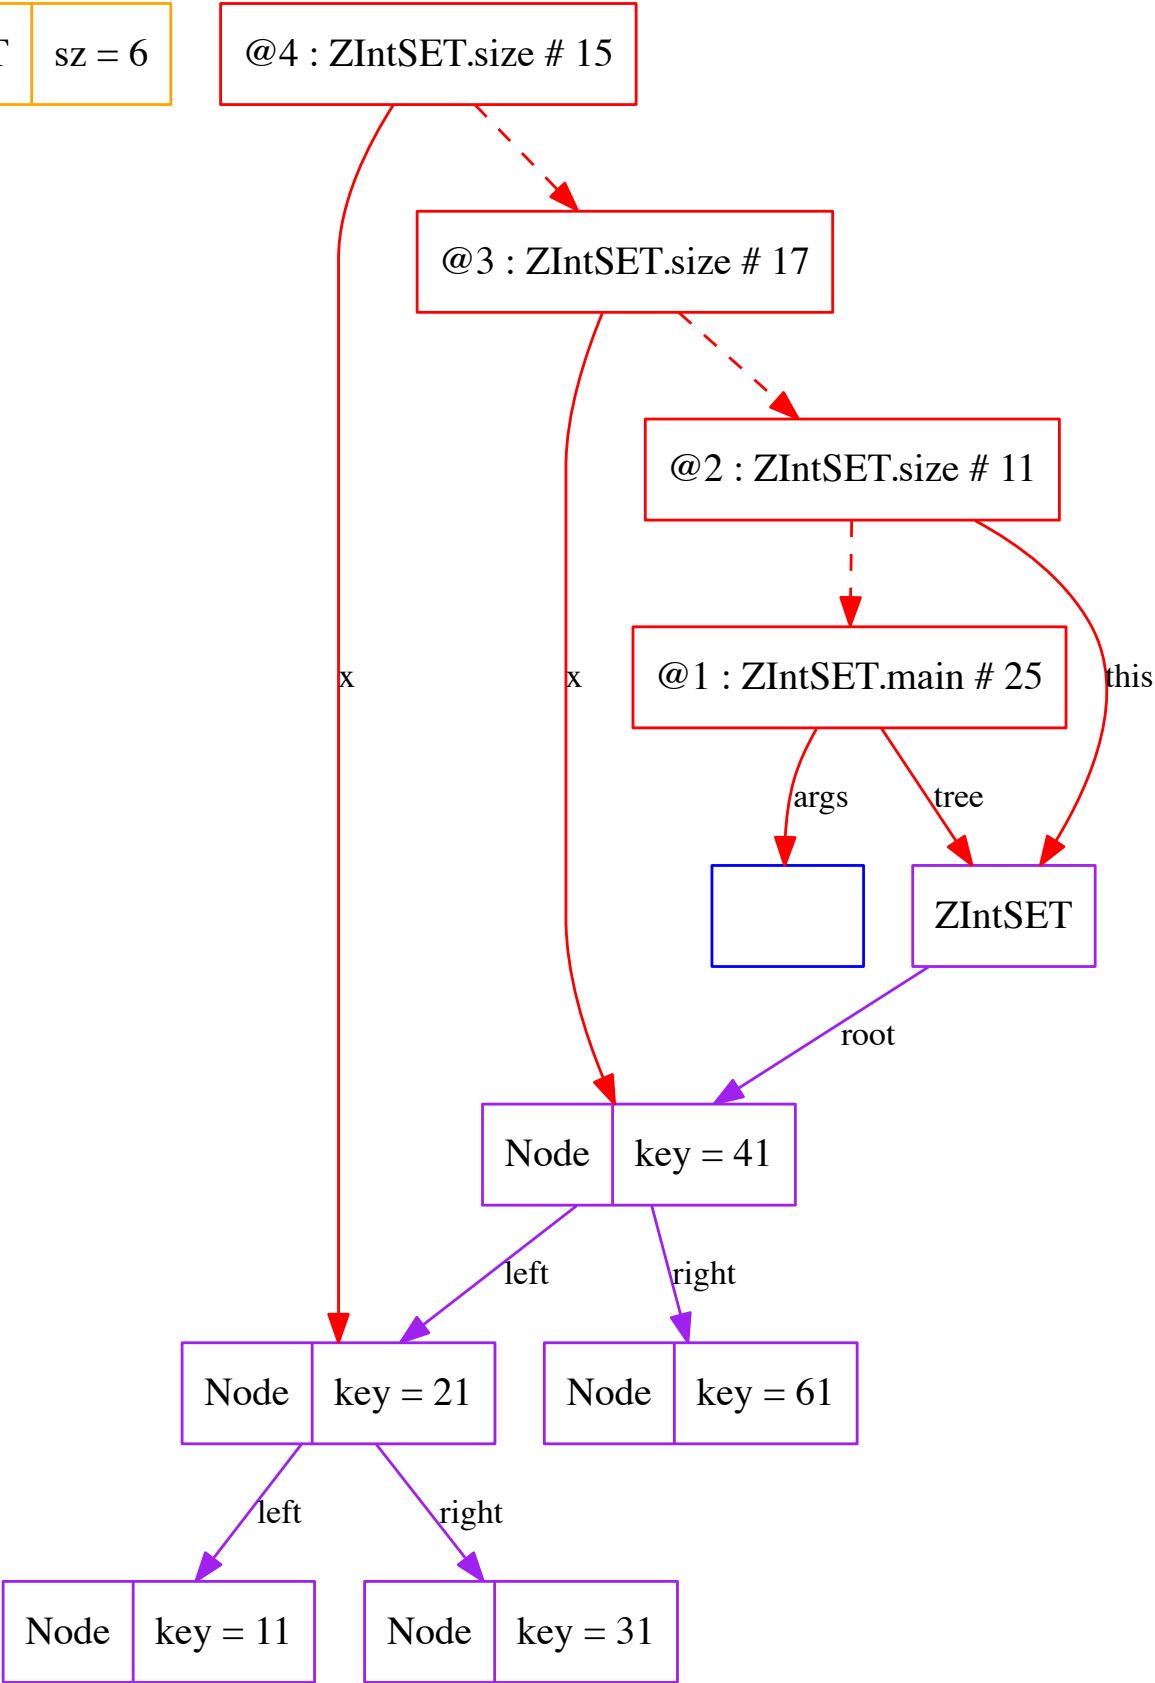 sz = 6
@4 : ZIntSET.size # 15
@3 : ZIntSET.size # 17
@2 : ZIntSET.size # 11
x
x
@1 : ZIntSET.main # 25
this
args
tree
ZIntSET
root
Node
key = 41
left
right
Node
key = 21
Node
key = 61
left
right
Node
key = 11
Node
key = 31